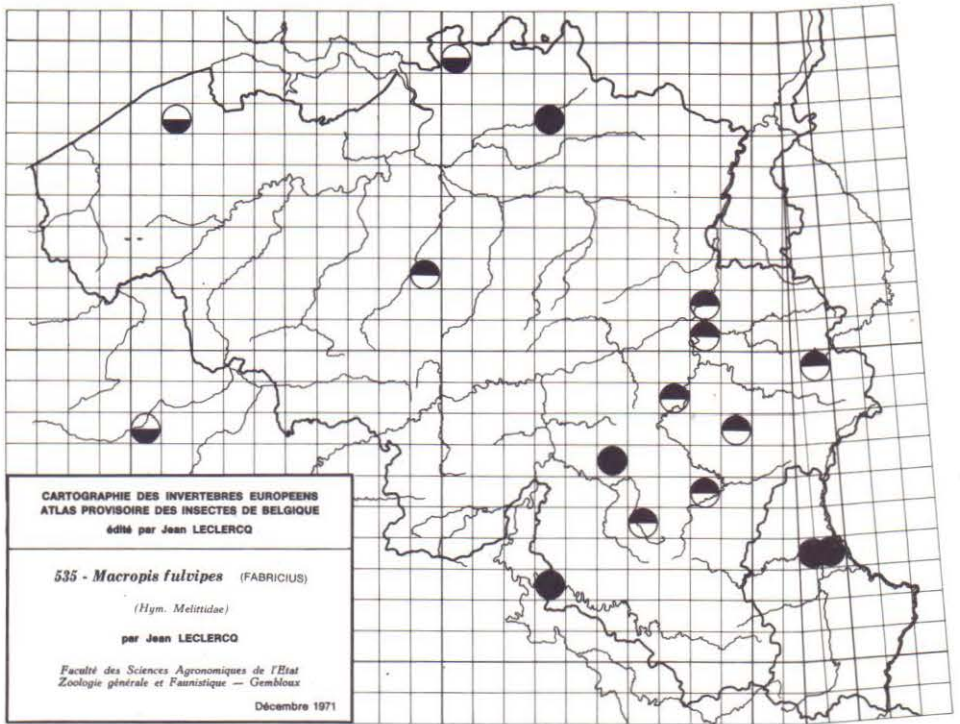 CARTOGRAPHIE DES INVERTEBRES EUROPEENS
ATLAS PROVISOIRE DES INSECTES DE BELGIQUE
édité par Jean LECLERCQ
535 - Macropis fulvipes (FABRICIUS)
(Hym. Melittidae)
par Jean LECLERCQ
Faculté des Sciences Agronomiques de l'Etat
Zoologie générale et Faunistique — Gembloux
Décembre 1971